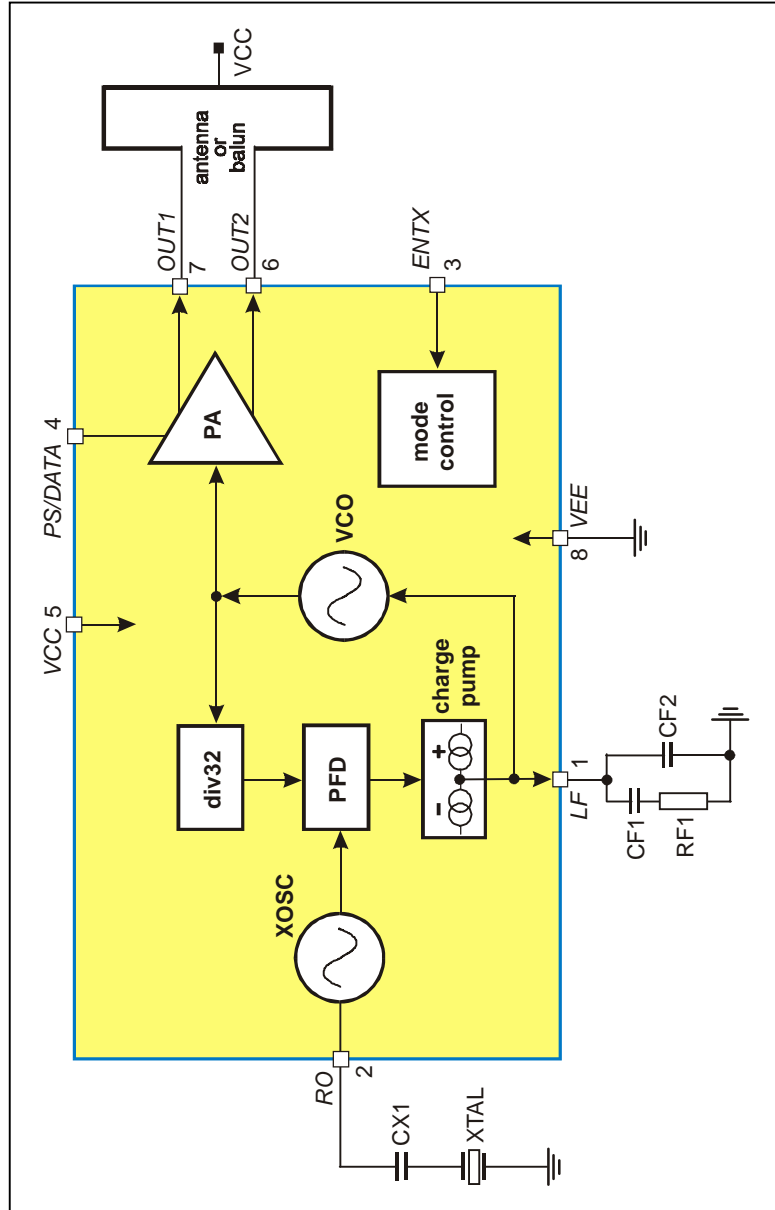 RO
2
CX1
XTAL
XOSC
div32
PFD
-
+
charge
pump
VCO
VCC 5
PS/DATA 4
PA
OUT1
7
OUT2
6
antenna
or
balun
VCC
ENTX
3
mode
control
LF 1
CF1
RF1
CF2
VEE
8